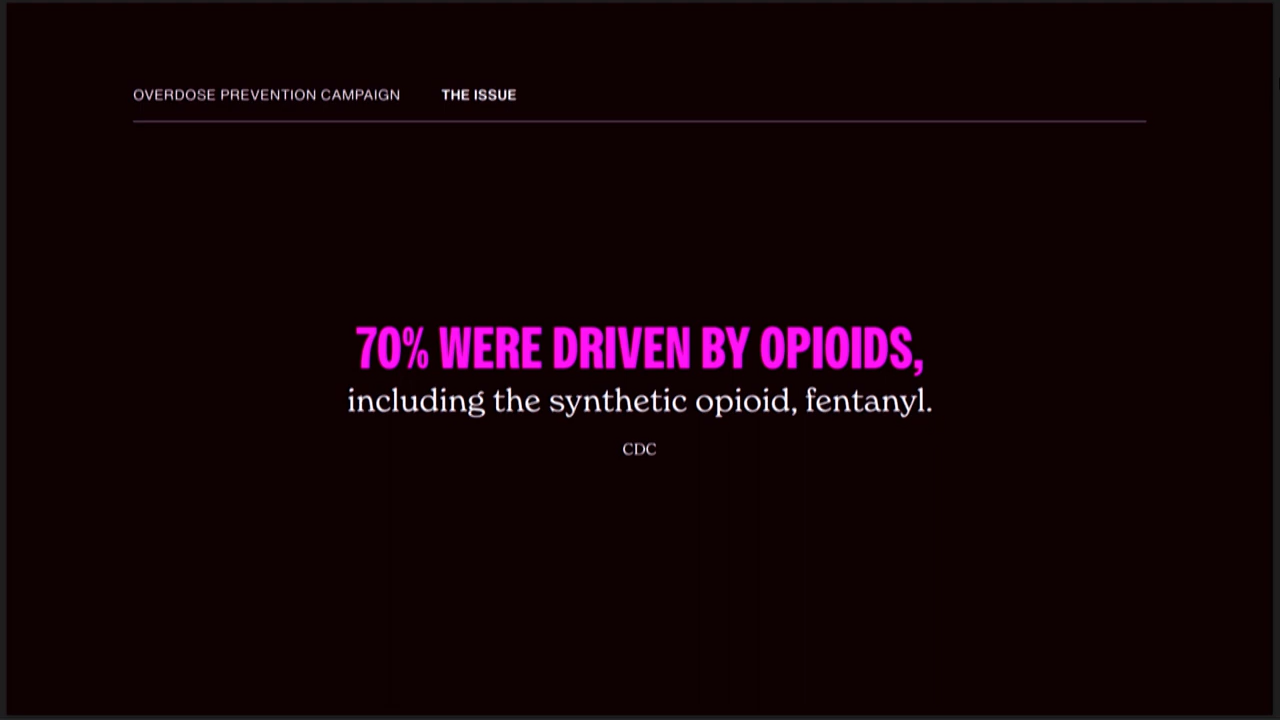 OVERDOSE PREVENTION CAMPAIGN THE ISSUE
70% WERE DRIVEN BY OPIOIDS,
including the synthetic opioid, fentanyl.
CDC